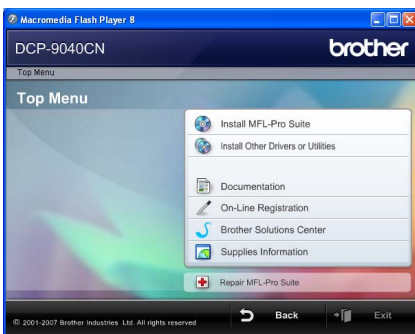 Macromedia Flash Player 8
DCP-9040CN
brother
Top Menu
Top Menu
Install MFL-Pro Suite
Install Other Drivers or Utilities
Documentation
On-Line Registration
Brother Solutions Center
Supplies Information
Repair MFL-Pro Suite
© 2001-2007 Brother Industries Ltd. All rights reserved
Back
Exit